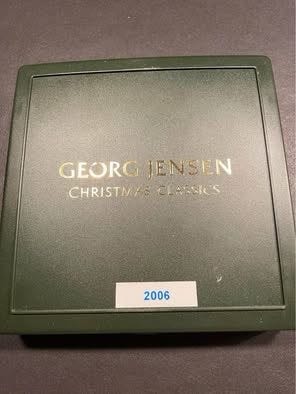 GEORG JENSEN
CHRISTMAS CLASSICS
2006